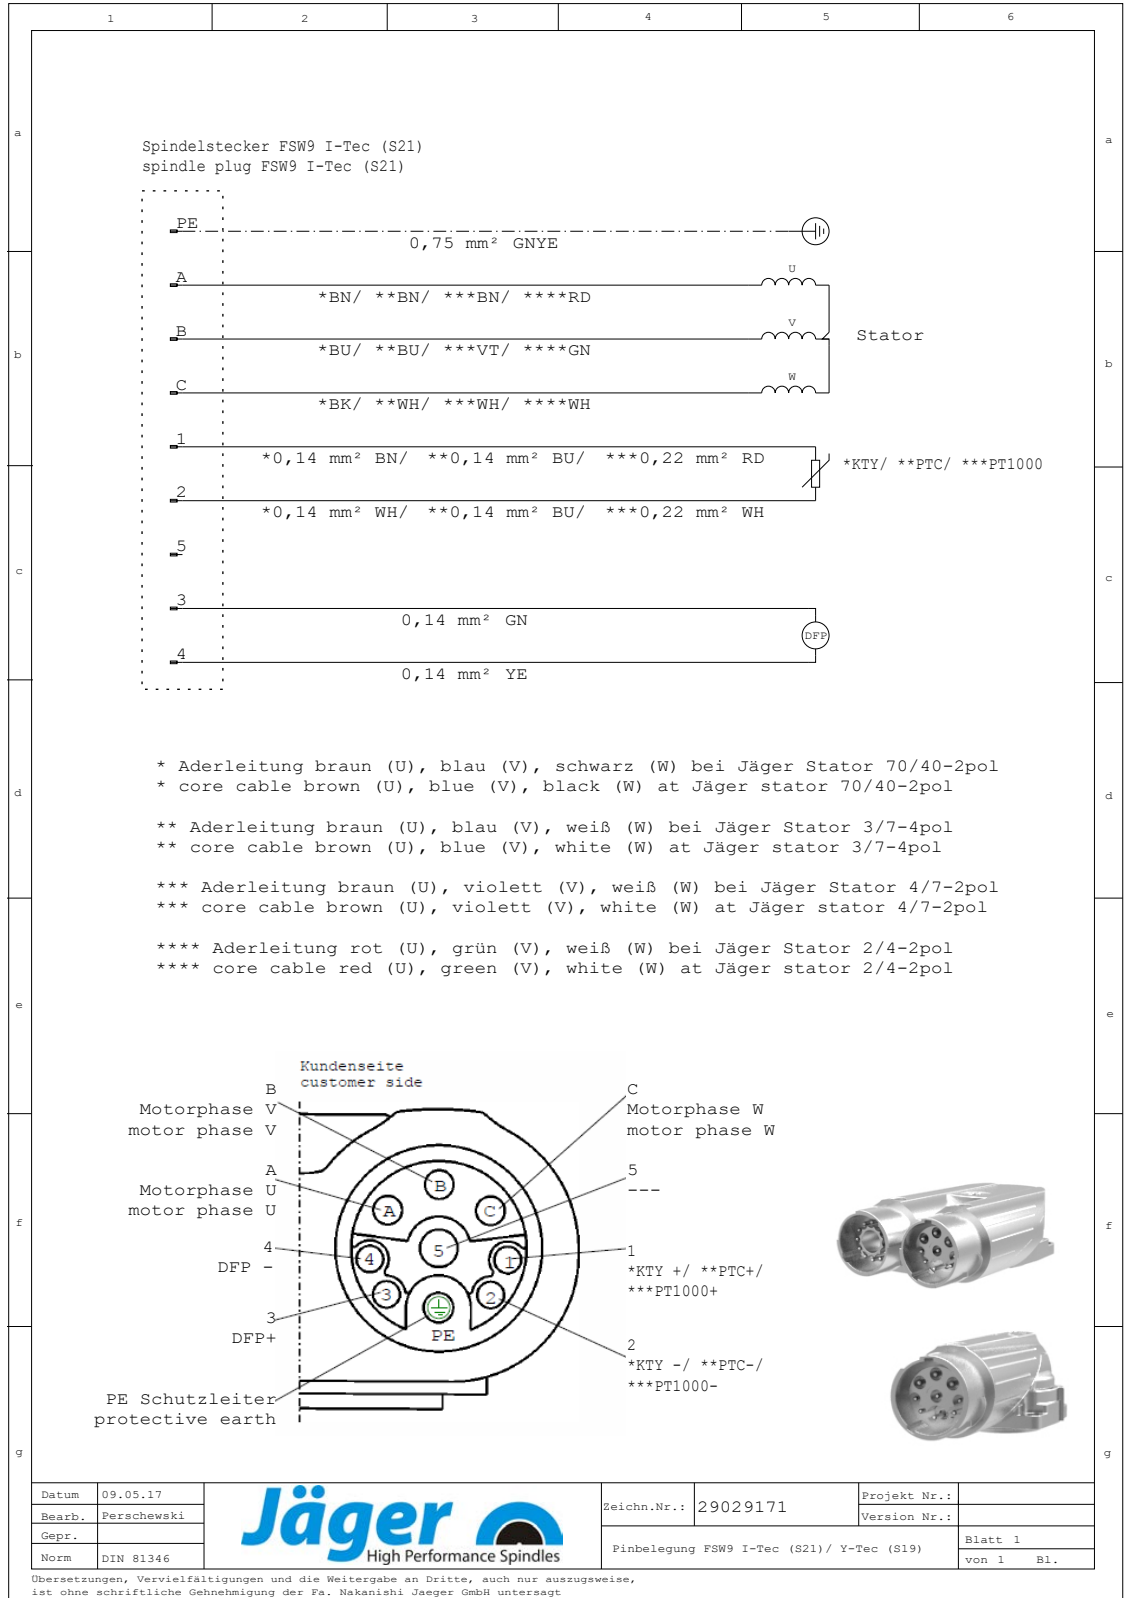 1 2 3 4 5 6
a a
Spindelstecker FSW9 I-Tec (S21)
spindle plug FSW9 I-Tec (S21)
PE
0,75 mm² GNYE
A
U
*BN/ **BN/ ***BN/ ****RD
B
V
Stator
*BU/ **BU/ ***VT/ ****GN
b b
C
W
*BK/ **WH/ ***WH/ ****WH
1
*0,14 mm² BN/ **0,14 mm² BU/ ***0,22 mm² RD
*KTY/ **PTC/ ***PT1000
2
*0,14 mm² WH/ **0,14 mm² BU/ ***0,22 mm² WH
5
c c
3
0,14 mm² GN
DFP
4
0,14 mm² YE
* Aderleitung braun (U), blau (V), schwarz (W) bei Jäger Stator 70/40-2pol
* core cable brown (U), blue (V), black (W) at Jäger stator 70/40-2pol
d d
** Aderleitung braun (U), blau (V), weiß (W) bei Jäger Stator 3/7-4pol
** core cable brown (U), blue (V), white (W) at Jäger stator 3/7-4pol
*** Aderleitung braun (U), violett (V), weiß (W) bei Jäger Stator 4/7-2pol
*** core cable brown (U), violett (V), white (W) at Jäger stator 4/7-2pol
**** Aderleitung rot (U), grün (V), weiß (W) bei Jäger Stator 2/4-2pol
**** core cable red (U), green (V), white (W) at Jäger stator 2/4-2pol
e e
Kundenseite
customer side
B
Motorphase V
motor phase V
C
Motorphase W
motor phase W
A
Motorphase U
motor phase U
5
---
4
DFP -
1
*KTY +/ **PTC+/
***PT1000+
3
DFP+
2
*KTY -/ **PTC-/
***PT1000-
PE Schutzleiter
protective earth
B
A C
5
4 1
3 2
PE
f f
g g
Datum 09.05.17
Bearb. Perschewski
Gepr.
Norm DIN 81346
Jäger
High Performance Spindles
Zeichn.Nr.: 29029171
Projekt Nr.:
Version Nr.:
Pinbelegung FSW9 I-Tec (S21)/ Y-Tec (S19)
Blatt 1
von 1 Bl.
Übersetzungen, Vervielfältigungen und die Weitergabe an Dritte, auch nur auszugsweise,
ist ohne schriftliche Gehnehmigung der Fa. Nakanishi Jaeger GmbH untersagt